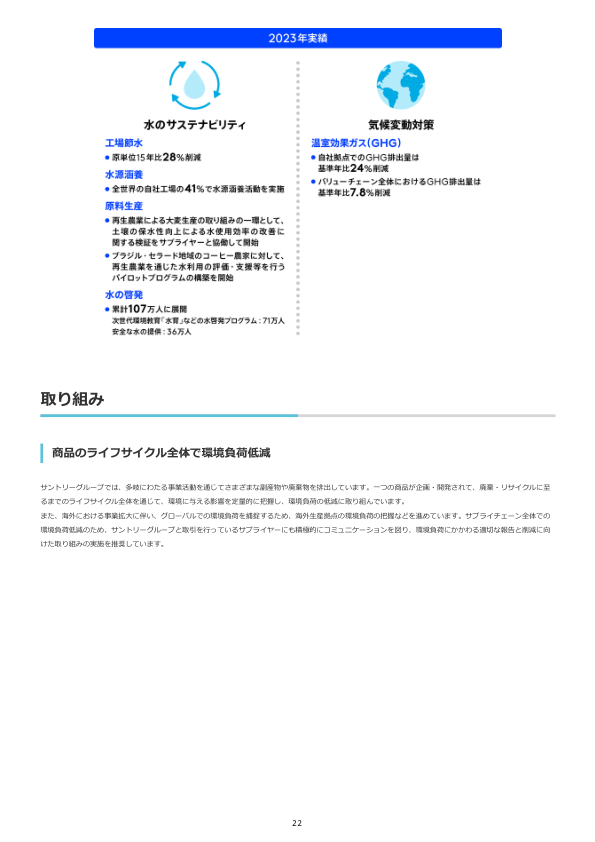 2023年実績
水のサステナビリティ
工場節水
● 原単位15年比28%削減
水源涵養
● 全世界の自社工場の41%で水源涵養活動を実施
原料生産
● 再生農業による大麦生産の取り組みの一環として、
土壌の保水性向上による水使用効率の改善に
関する検証をサプライヤーと協働して開始
● ブラジル・セラード地域のコーヒー農家に対して、
再生農業を通じた水利用の評価・支援等を行う
パイロットプログラムの構築を開始
水の啓発
● 累計107万人に展開
次世代環境教育「水育」などの水啓発プログラム：71万人
安全な水の提供：36万人
気候変動対策
温室効果ガス（GHG）
● 自社拠点でのGHG排出量は
基準年比24%削減
● バリューチェーン全体におけるGHG排出量は
基準年比7.8%削減
取り組み
商品のライフサイクル全体で環境負荷低減
サントリーグループでは、多岐にわたる事業活動を通じてさまざまな副産物や廃棄物を排出しています。一つの商品が企画・開発されて、廃棄・リサイクルに至
るまでのライフサイクル全体を通じて、環境に与える影響を定量的に把握し、環境負荷の低減に取り組んでいます。
また、海外における事業拡大に伴い、グローバルでの環境負荷を捕捉するため、海外生産拠点の環境負荷の把握などを進めています。サプライチェーン全体での
環境負荷低減のため、サントリーグループと取引を行っているサプライヤーにも積極的にコミュニケーションを図り、環境負荷にかかわる適切な報告と削減に向
けた取り組みの実施を推奨しています。
22